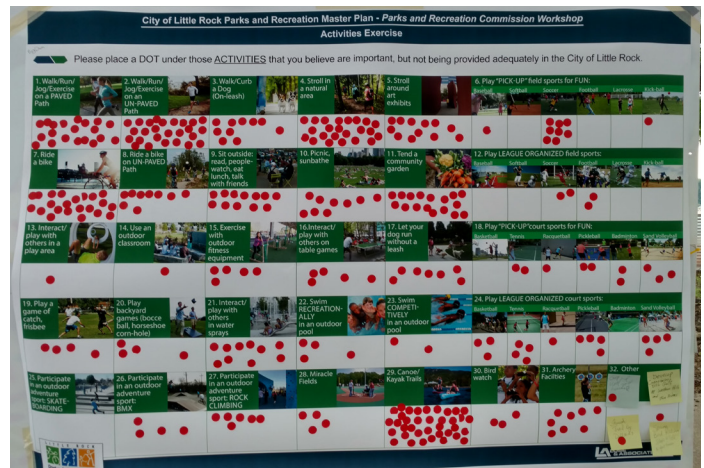 City of Little Rock Parks and Recreation Master Plan - Parks and Recreation Commission Workshop
Activities Exercise
Please place a DOT under those ACTIVITIES that you believe are important, but not being provided adequately in the City of Little Rock.
1. Walk/Run/
Jog/Exercise
on a PAVED
Path
2. Walk/Run/
Jog/Exercise
on an
UN-PAVED
Path
3. Walk/Curb
a Dog
(On-leash)
4. Stroll in
a natural
area
5. Stroll
around
art
exhibits
6. Play "PICK-UP" field sports for FUN:
Baseball Softball Soccer Football Lacrosse Kick ball
7. Ride
a bike
8. Ride a bike
on UN-PAVED
Path
9. Sit outside:
read, people-
watch, eat
lunch, talk
with friends
10. Picnic,
sunbathe
11. Tend a
community
garden
12. Play LEAGUE ORGANIZED field sports:
Baseball Softball Soccer Football Lacrosse Kick ball
13. Interact/
play with
others in a
play area
14. Use an
outdoor
classroom
15. Exercise
with
outdoor
fitness
equipment
16. Interact/
play with
others on
table games
17. Let your
dog run
without a
leash
18. Play "PICK-UP" court sports for FUN:
Basketball Tennis Racquetball Pickleball Badminton Sand Volleyball
19. Play a
game of
catch,
frisbee
20. Play
backyard
games (bocce
ball, horseshoe
corn-hole)
21. Interact/
play with
others
in water
sprays
22. Swim
RECREATION-
ALLY in
an outdoor
pool
23. Swim
COMPETI-
TIVELY
in an outdoor
pool
24. Play LEAGUE ORGANIZED court sports:
Basketball Tennis Racquetball Pickleball Badminton Sand Volleyball
25. Participate
in an outdoor
adventure
sport: SKATE-
BOARDING
26. Participate
in an outdoor
adventure
sport:
BMX
27. Participate
in an outdoor
adventure
sport: ROCK
CLIMBING
28. Miracle
Fields
29. Canoe/
Kayak Trails
30. Bird
watch
31. Archery
Facilties
32. Other
LITTLE ROCK
& ASSOCIATES